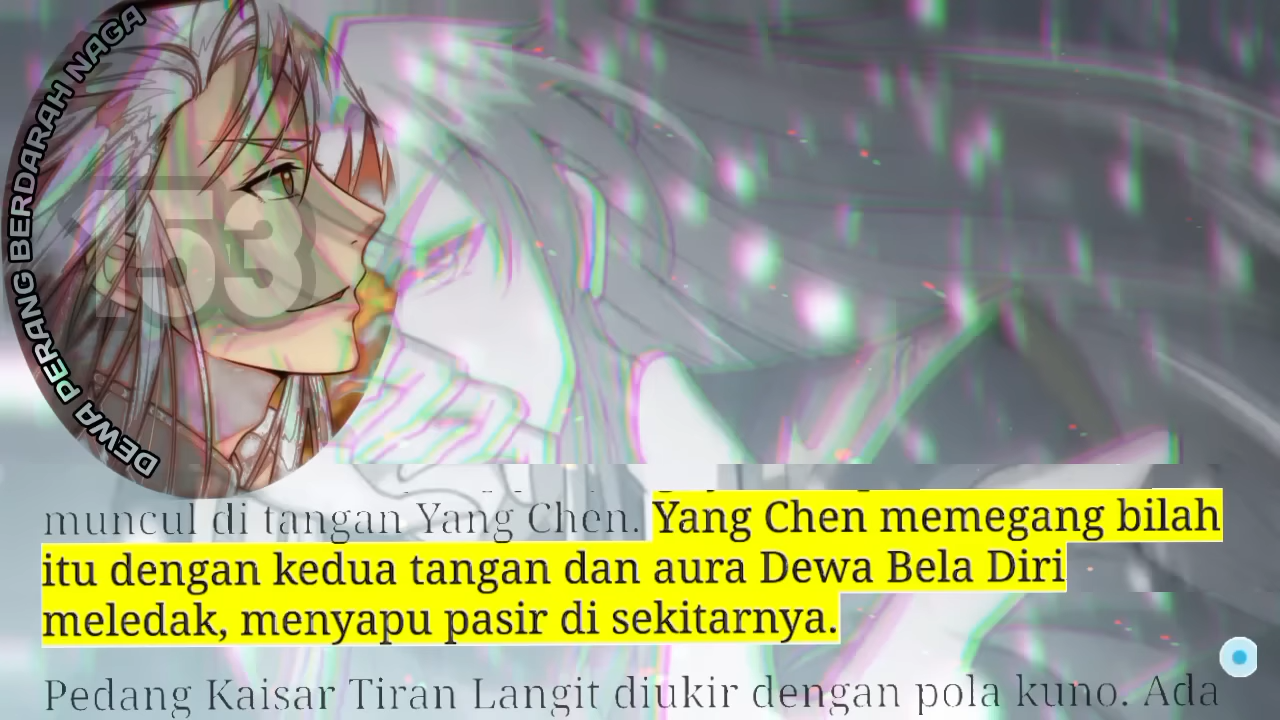 DEWA PERANG BERDARAH NAGA
153
muncul di tangan Yang Chen. Yang Chen memegang bilah
itu dengan kedua tangan dan aura Dewa Bela Diri
meledak, menyapu pasir di sekitarnya.
Pedang Kaisar Tiran Langit diukir dengan pola kuno. Ada